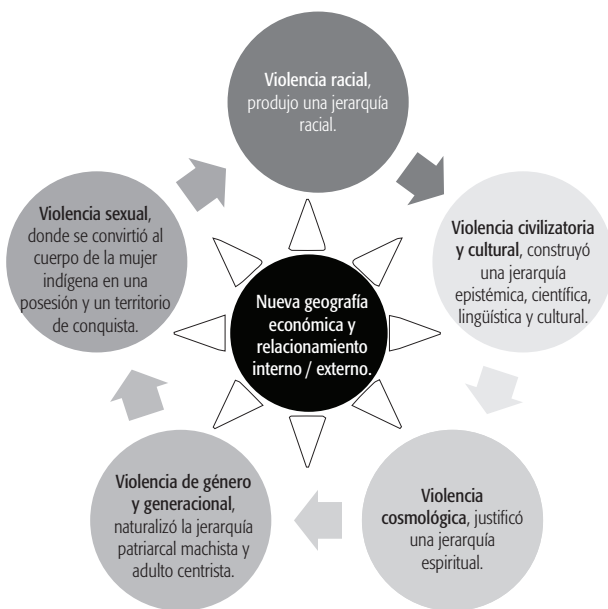 Violencia racial,
produjo una jerarquía
racial.
Violencia civilizatoria
y cultural, construyó
una jerarquía
epistémica, científica,
lingüística y cultural.
Violencia
cosmológica, justificó
una jerarquía
espiritual.
Violencia de género
y generacional,
naturalizó la jerarquía
patriarcal machista y
adulto centrista.
Violencia sexual,
donde se convirtió al
cuerpo de la mujer
indígena en una
posesión y un territorio
de conquista.
Nueva geografía
económica y
relacionamiento
interno / externo.